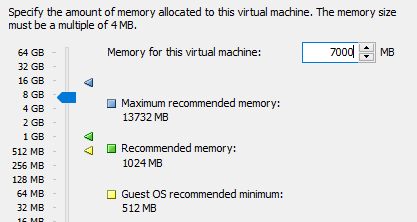 Specify the amount of memory allocated to this virtual machine. The memory size
must be a multiple of 4 MB.
Memory for this virtual machine: 7000 MB
64 GB
32 GB
16 GB
8 GB
4 GB
2 GB
1 GB
512 MB
256 MB
128 MB
64 MB
32 MB
16 MB
Maximum recommended memory:
13732 MB
Recommended memory:
1024 MB
Guest OS recommended minimum:
512 MB